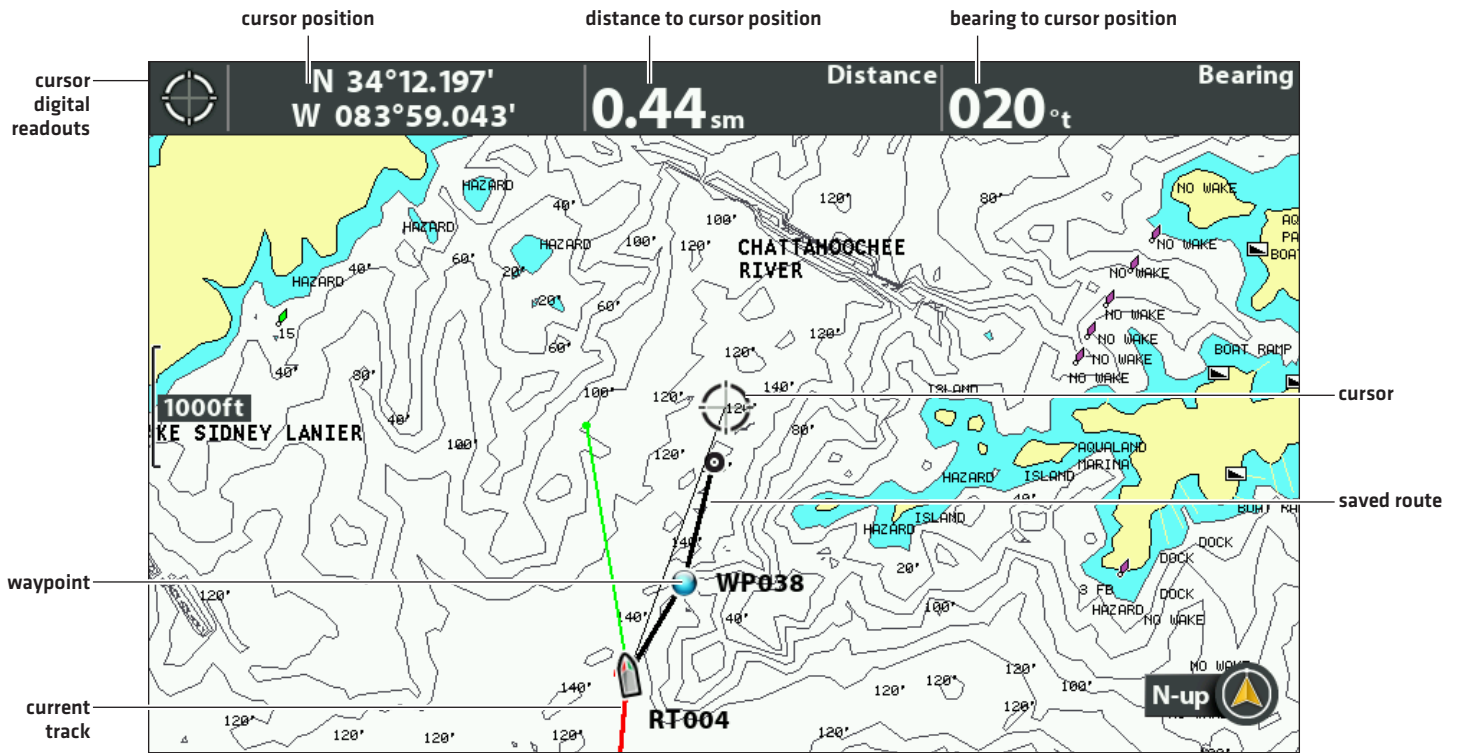 cursor position
distance to cursor position
bearing to cursor position
cursor
digital
readouts
N 34°12.197'
W 083°59.043'
Distance
0.44 sm
Bearing
020 °t
NO WAKE
HAZARD
120'
80'
40'
100'
HAZARD
NO WAKE
HAZARD
100'
120'
CHATTAHOOCHEE
RIVER
60'
20'
NO WAKE
40'
HAZARD
20'
60'
NO WAKE
15
120'
NO WAKE
60'
120'
NO WAKE
BOAT RAMP
40'
80'
NO WAKE
100'
120'
140'
ISLAND
cursor
1000ft
40'
80'
KE SIDNEY LANIER
100'
120'
AQUALAND
MARINA
HAZARD
ISLAND
40'
saved route
ISLAND
HAZARD
140'
DOCK
20'
DOCK
waypoint
WP038
120'
3 FB
DOCK
140'
40'
100'
HAZARD
NO WAKE
120'
140'
120'
120'
100'
N-up
current
track
RT004
120'
120'
120'
120'
120'